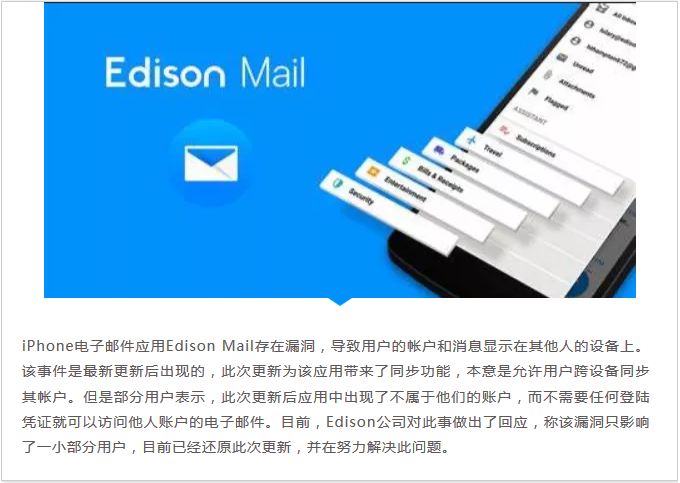 Edison Mail
All Inbo
Unread
Attachments
Flagged
ASSISTANT
Subscriptions
Travel
Packages
Bills & Receipts
Entertainment
Security
iPhone电子邮件应用Edison Mail存在漏洞，导致用户的帐户和消息显示在其他人的设备上。
该事件是最新更新后出现的，此次更新为该应用带来了同步功能，本意是允许用户跨设备同步
其帐户。但是部分用户表示，此次更新后应用中出现了不属于他们的账户，而不需要任何登陆
凭证就可以访问他人账户的电子邮件。目前，Edison公司对此事做出了回应，称该漏洞只影响
了一小部分用户，目前已经还原此次更新，并在努力解决此问题。